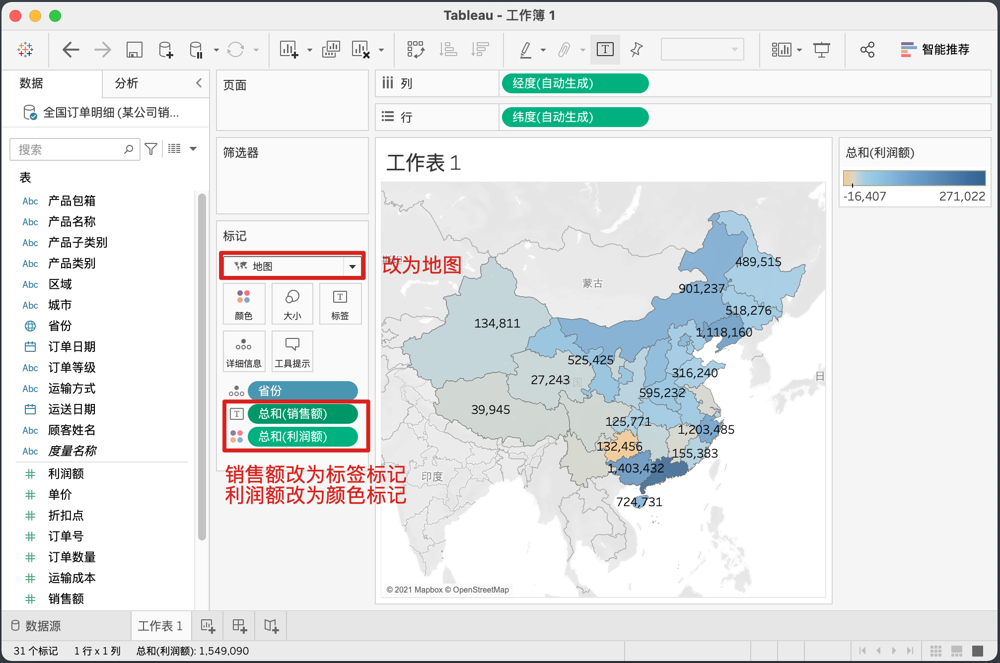 Tableau - 工作簿 1
智能推荐
数据
分析
全国订单明细 (某公司销...
搜索
表
Abc 产品包箱
Abc 产品名称
Abc 产品子类别
Abc 产品类别
Abc 区域
Abc 城市
省份
订单日期
Abc 订单等级
Abc 运输方式
运送日期
Abc 顾客姓名
Abc 度量名称
利润额
单价
折扣点
订单号
订单数量
运输成本
销售额
页面
筛选器
标记
地图
颜色
大小
标签
详细信息
工具提示
省份
总和(销售额)
总和(利润额)
销售额改为标签标记
利润额改为颜色标记
改为地图
列
经度(自动生成)
行
纬度(自动生成)
工作表 1
蒙古
489,515
901,237
518,276
134,811
1,118,160
525,425
316,240
27,243
中国
日
595,232
39,945
125,771
1,203,485
132,456
155,383
1,403,432
印度
724,731
© 2021 Mapbox © OpenStreetMap
总和(利润额)
-16,407
271,022
数据源
工作表 1
31 个标记
1 行 x 1 列
总和(利润额): 1,549,090